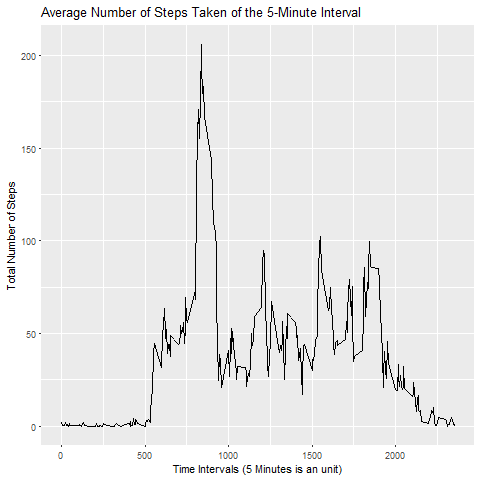 Average Number of Steps Taken of the 5-Minute Interval
Total Number of Steps
200
150
100
50
0
0 500 1000 1500 2000
Time Intervals (5 Minutes is an unit)